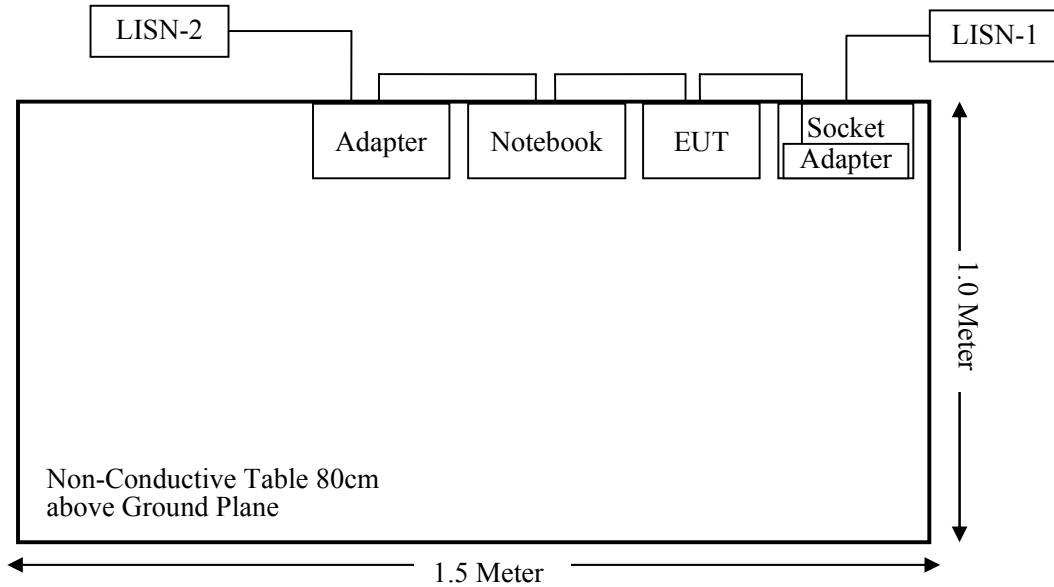 LISN-2
LISN-1
Adapter
Notebook
EUT
Socket
Adapter
1.0 Meter
Non-Conductive Table 80cm
above Ground Plane
1.5 Meter